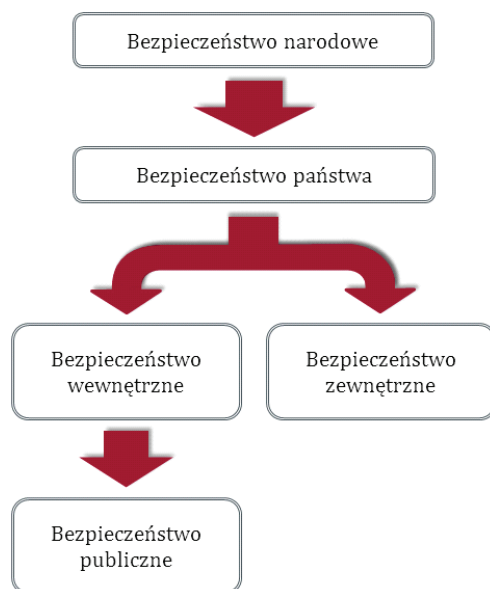 Bezpieczeństwo narodowe
Bezpieczeństwo państwa
Bezpieczeństwo
wewnętrzne
Bezpieczeństwo
zewnętrzne
Bezpieczeństwo
publiczne